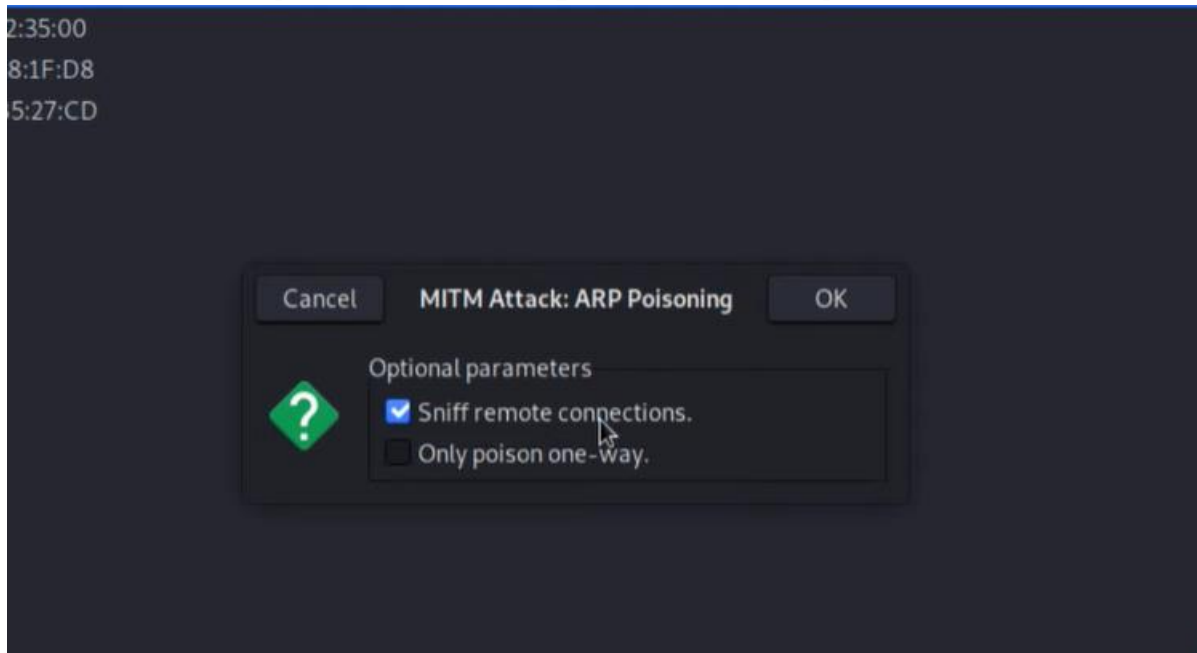 2:35:00
8:1F:D8
35:27:CD
Cancel
MITM Attack: ARP Poisoning
OK
Optional parameters
Sniff remote connections.
Only poison one-way.